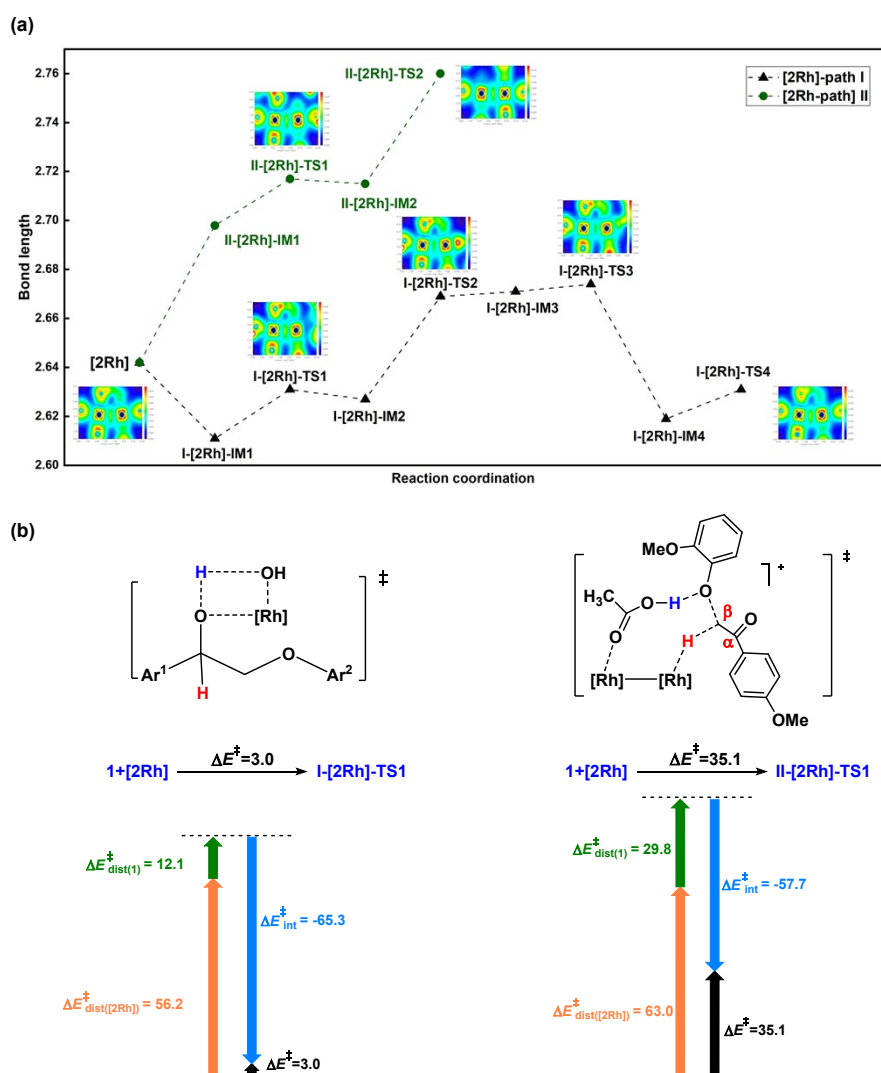 (a)
2.76
2.74
2.72
2.70
2.68
2.66
2.64
2.62
2.60
Bond length
Reaction coordination
[2Rh]-path I
[2Rh-path] II
II-[2Rh]-TS2
II-[2Rh]-TS1
II-[2Rh]-IM2
II-[2Rh]-IM1
I-[2Rh]-TS2
I-[2Rh]-TS3
I-[2Rh]-IM3
[2Rh]
I-[2Rh]-TS1
I-[2Rh]-TS4
I-[2Rh]-IM2
I-[2Rh]-IM4
I-[2Rh]-IM1
(b)
H OH ‡
O [Rh]
Ar1 O Ar2
H
MeO
+ ‡
H3C O H O
β O
O H α
[Rh] [Rh]
OMe
ΔE‡=3.0
1+[2Rh] I-[2Rh]-TS1
ΔE‡=35.1
1+[2Rh] II-[2Rh]-TS1
ΔE‡dist(1) = 12.1
ΔE‡int = -65.3
ΔE‡dist([2Rh]) = 56.2
ΔE‡=3.0
ΔE‡dist(1) = 29.8
ΔE‡int = -57.7
ΔE‡dist([2Rh]) = 63.0
ΔE‡=35.1